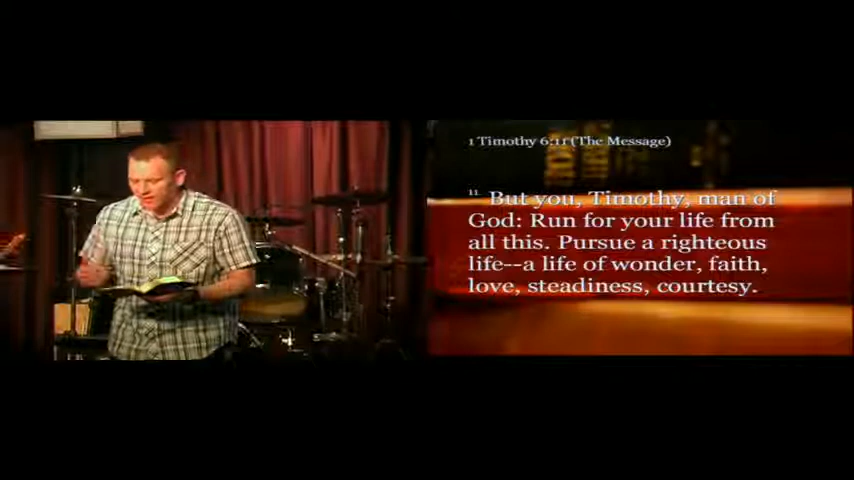 1 Timothy 6:11 (The Message)
11 But you, Timothy, man of
God: Run for your life from
all this. Pursue a righteous
life--a life of wonder, faith,
love, steadiness, courtesy.